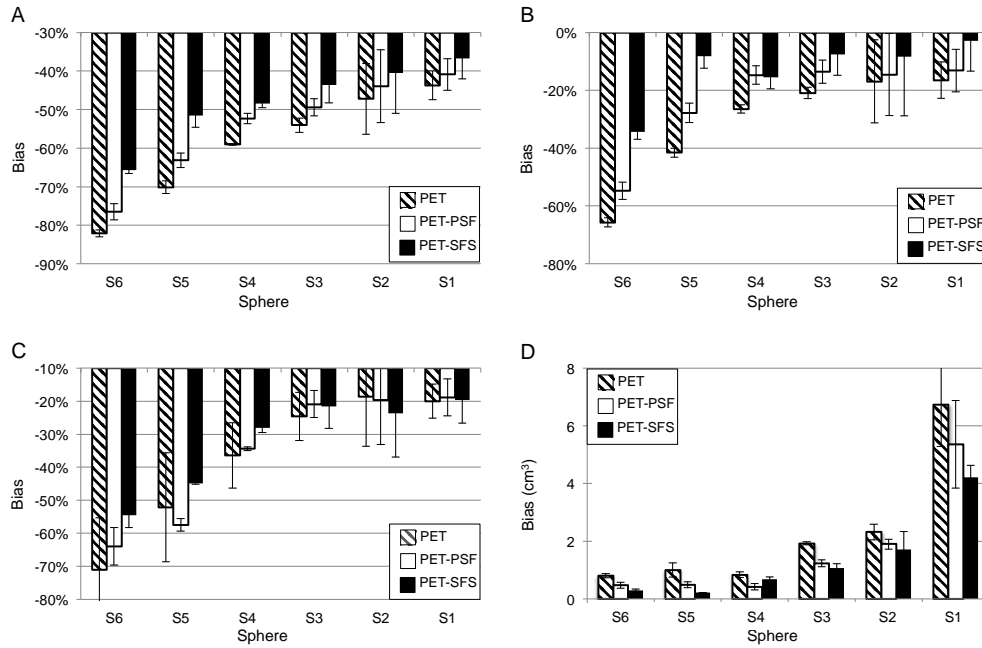 A
-30%
-40%
-50%
-60%
-70%
-80%
-90%
Bias
PET
PET-PSF
PET-SFS
S6 S5 S4 S3 S2 S1
Sphere
B
0%
-20%
-40%
-60%
-80%
Bias
PET
PET-PSF
PET-SFS
S6 S5 S4 S3 S2 S1
Sphere
C
-10%
-20%
-30%
-40%
-50%
-60%
-70%
-80%
Bias
PET
PET-PSF
PET-SFS
S6 S5 S4 S3 S2 S1
Sphere
D
8
6
4
2
0
Bias (cm³)
PET
PET-PSF
PET-SFS
S6 S5 S4 S3 S2 S1
Sphere